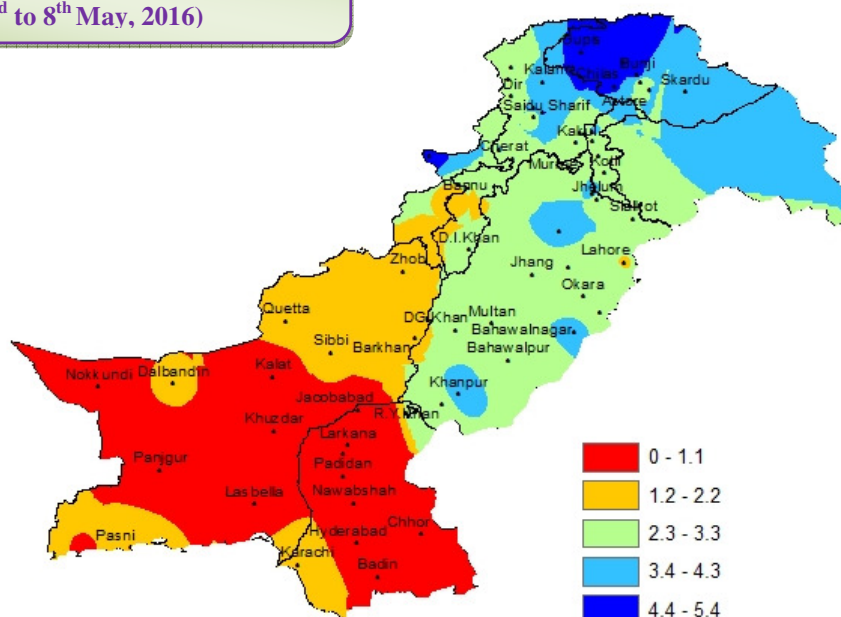 d to 8th May, 2016)
Kalam
Chilas
Bunji
Skardu
Dir
Astore
Saidu Sharif
Kakul
Cherat
Murree
Kotli
Jhelum
Bannu
Sialkot
D.I.Khan
Zhob
Lahore
Jhang
Okara
Quetta
DG Khan
Multan
Bahawalnagar
Sibbi
Barkhan
Bahawalpur
Nokkundi
Dalbandin
Kalat
Khanpur
Jacobabad
R.Y.Khan
Khuzdar
Larkana
Panjgur
Padidan
Lasbella
Nawabshah
Pasni
Hyderabad
Chhor
Karachi
Badin
0 - 1.1
1.2 - 2.2
2.3 - 3.3
3.4 - 4.3
4.4 - 5.4